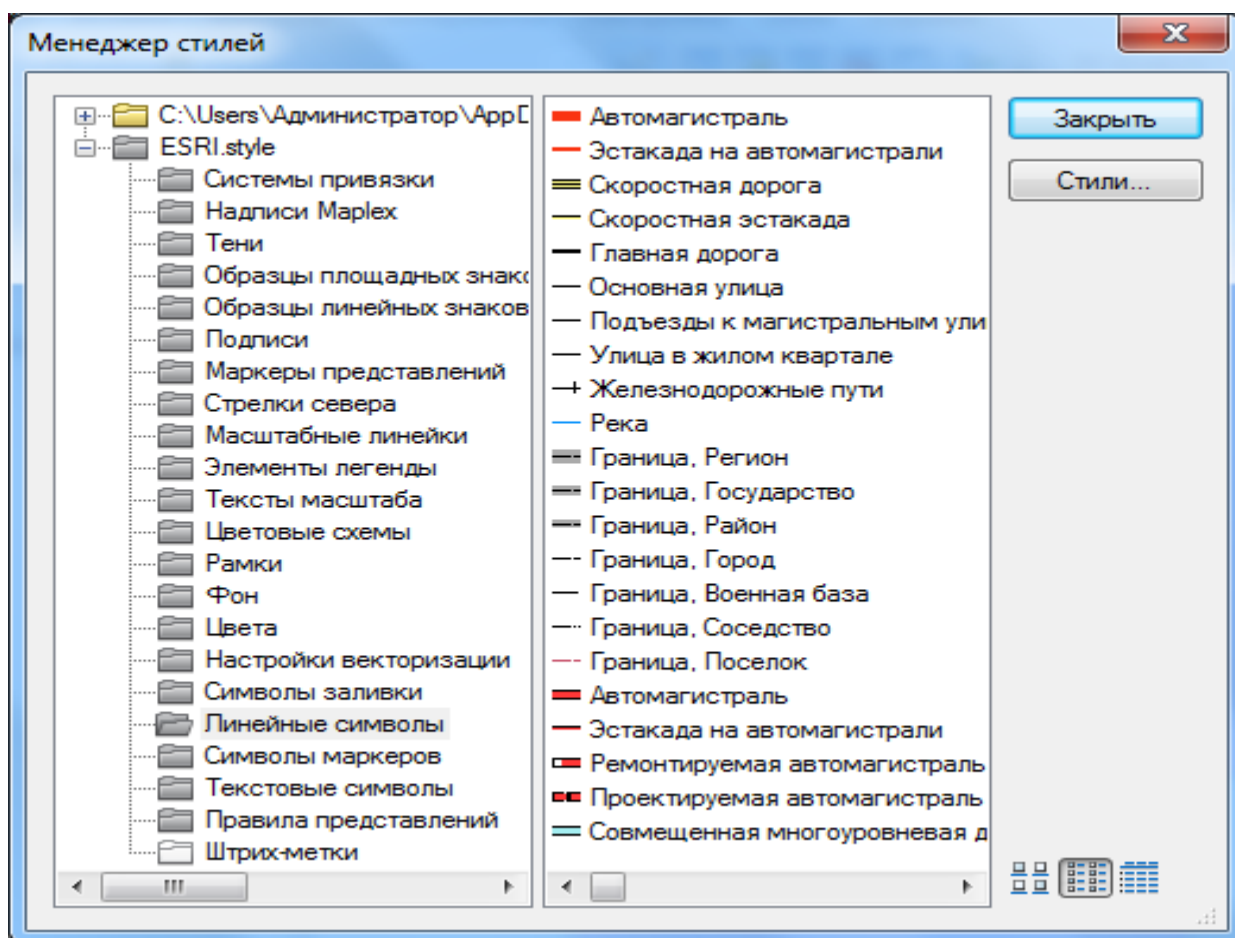 Менеджер стилей
C:\Users\Администратор\AppD
ESRI.style
Системы привязки
Надписи Maplex
Тени
Образцы площадных знако
Образцы линейных знаков
Подписи
Маркеры представлений
Стрелки севера
Масштабные линейки
Элементы легенды
Тексты масштаба
Цветовые схемы
Рамки
Фон
Цвета
Настройки векторизации
Символы заливки
Линейные символы
Символы маркеров
Текстовые символы
Правила представлений
Штрих-метки
Автомагистраль
Эстакада на автомагистрали
Скоростная дорога
Скоростная эстакада
Главная дорога
Основная улица
Подъезды к магистральным ули
Улица в жилом квартале
Железнодорожные пути
Река
Граница, Регион
Граница, Государство
Граница, Район
Граница, Город
Граница, Военная база
Граница, Соседство
Граница, Поселок
Автомагистраль
Эстакада на автомагистрали
Ремонтируемая автомагистраль
Проектируемая автомагистраль
Совмещенная многоуровневая д
Закрыть
Стили...